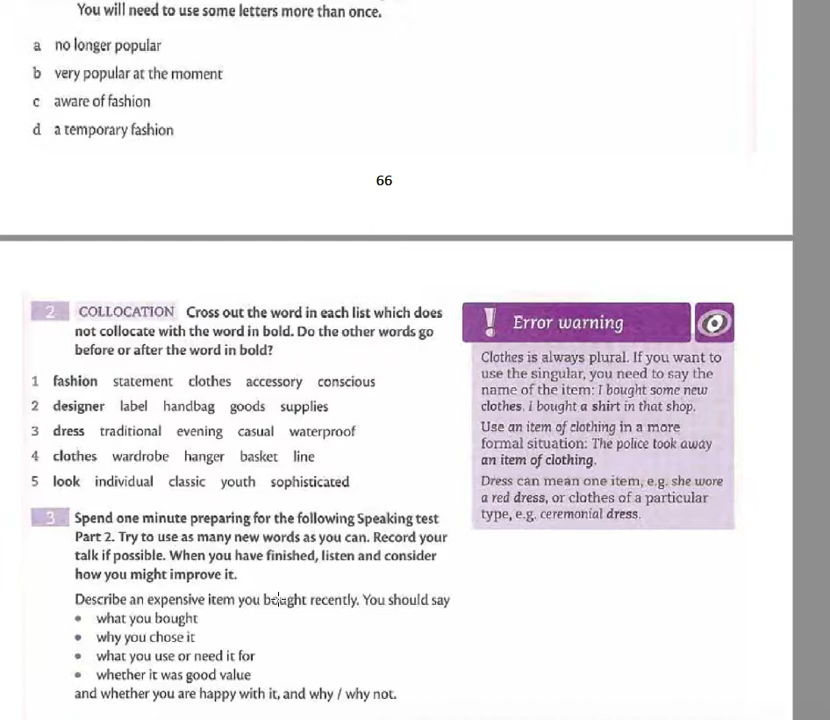 You will need to use some letters more than once.
a no longer popular
b very popular at the moment
c aware of fashion
d a temporary fashion
66
2 COLLOCATION Cross out the word in each list which does
not collocate with the word in bold. Do the other words go
before or after the word in bold?
1 fashion statement clothes accessory conscious
2 designer label handbag goods supplies
3 dress traditional evening casual waterproof
4 clothes wardrobe hanger basket line
5 look individual classic youth sophisticated
3 Spend one minute preparing for the following Speaking test
Part 2. Try to use as many new words as you can. Record your
talk if possible. When you have finished, listen and consider
how you might improve it.
Describe an expensive item you bought recently. You should say
• what you bought
• why you chose it
• what you use or need it for
• whether it was good value
and whether you are happy with it, and why / why not.
! Error warning
Clothes is always plural. If you want to
use the singular, you need to say the
name of the item: I bought some new
clothes. I bought a shirt in that shop.
Use an item of clothing in a more
formal situation: The police took away
an item of clothing.
Dress can mean one item, e.g. she wore
a red dress, or clothes of a particular
type, e.g. ceremonial dress.